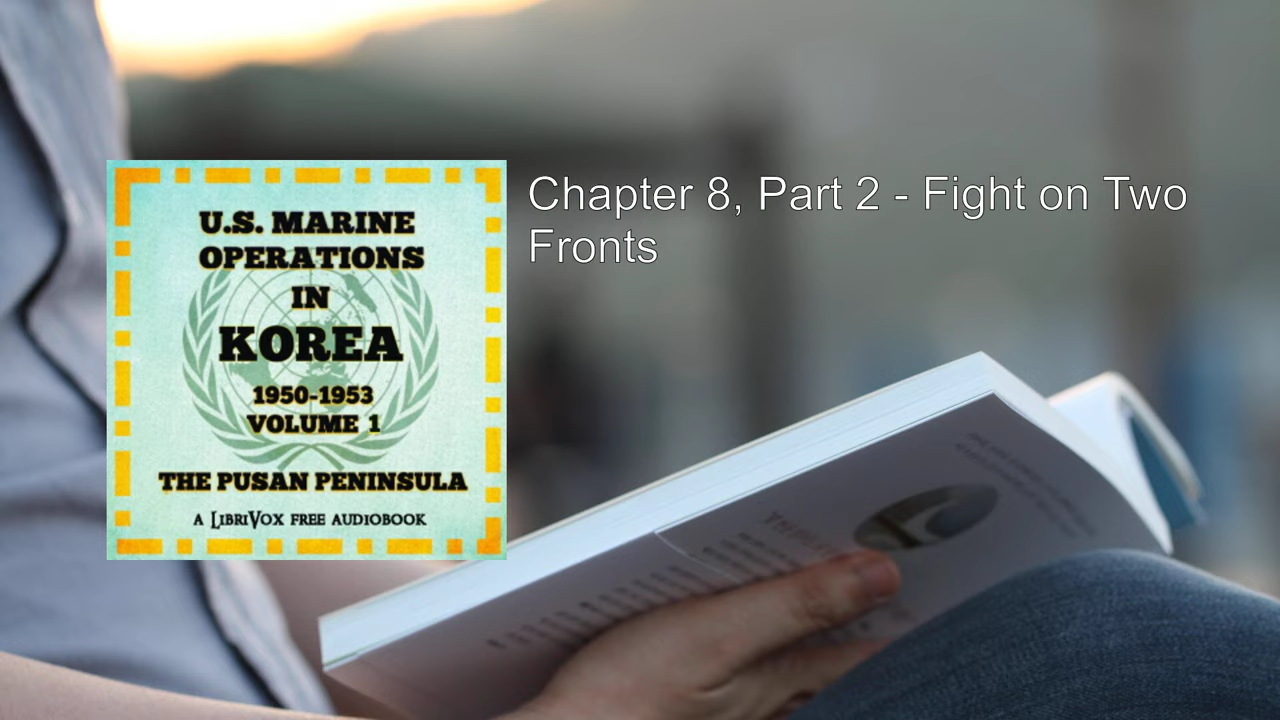 Chapter 8, Part 2 - Fight on Two
Fronts
U.S. MARINE
OPERATIONS
IN
KOREA
1950-1953
VOLUME 1
THE PUSAN PENINSULA
A LIBRIVOX FREE AUDIOBOOK